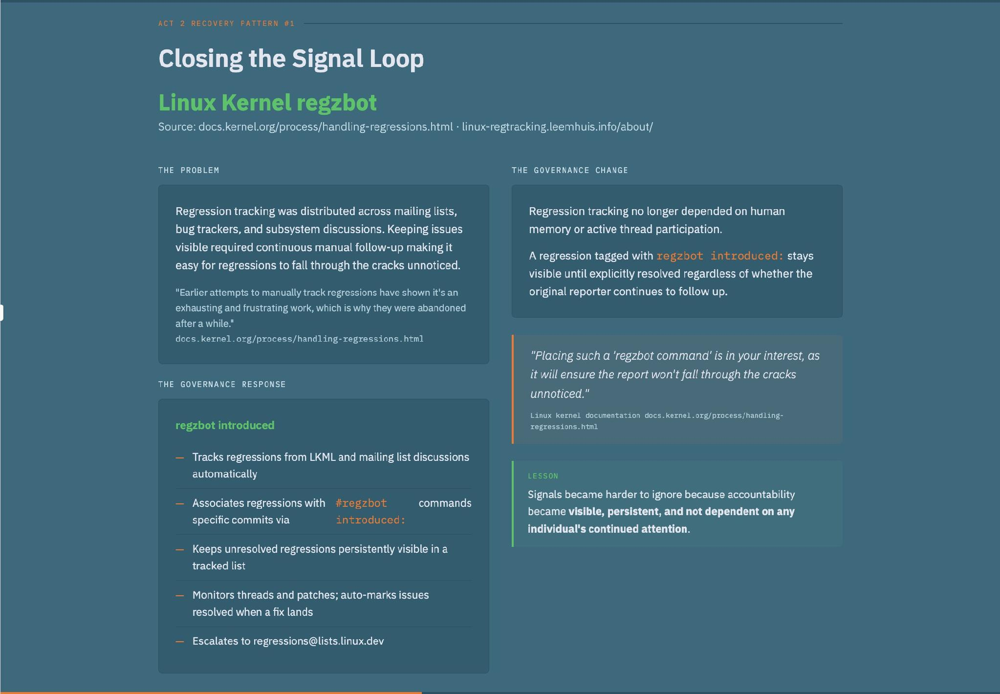 ACT 2 RECOVERY PATTERN #1
Closing the Signal Loop
Linux Kernel regzbot
Source: docs.kernel.org/process/handling-regressions.html · linux-regtracking.leemhuis.info/about/
THE PROBLEM
Regression tracking was distributed across mailing lists,
bug trackers, and subsystem discussions. Keeping issues
visible required continuous manual follow-up making it
easy for regressions to fall through the cracks unnoticed.
"Earlier attempts to manually track regressions have shown it's an
exhausting and frustrating work, which is why they were abandoned
after a while."
docs.kernel.org/process/handling-regressions.html
THE GOVERNANCE RESPONSE
regzbot introduced
— Tracks regressions from LKML and mailing list discussions
automatically
— Associates regressions with #regzbot commands
specific commits via introduced:
— Keeps unresolved regressions persistently visible in a
tracked list
— Monitors threads and patches; auto-marks issues
resolved when a fix lands
— Escalates to regressions@lists.linux.dev
THE GOVERNANCE CHANGE
Regression tracking no longer depended on human
memory or active thread participation.
A regression tagged with regzbot introduced: stays
visible until explicitly resolved regardless of whether the
original reporter continues to follow up.
"Placing such a 'regzbot command' is in your interest, as
it will ensure the report won't fall through the cracks
unnoticed."
Linux kernel documentation docs.kernel.org/process/handling-
regressions.html
LESSON
Signals became harder to ignore because accountability
became visible, persistent, and not dependent on any
individual's continued attention.